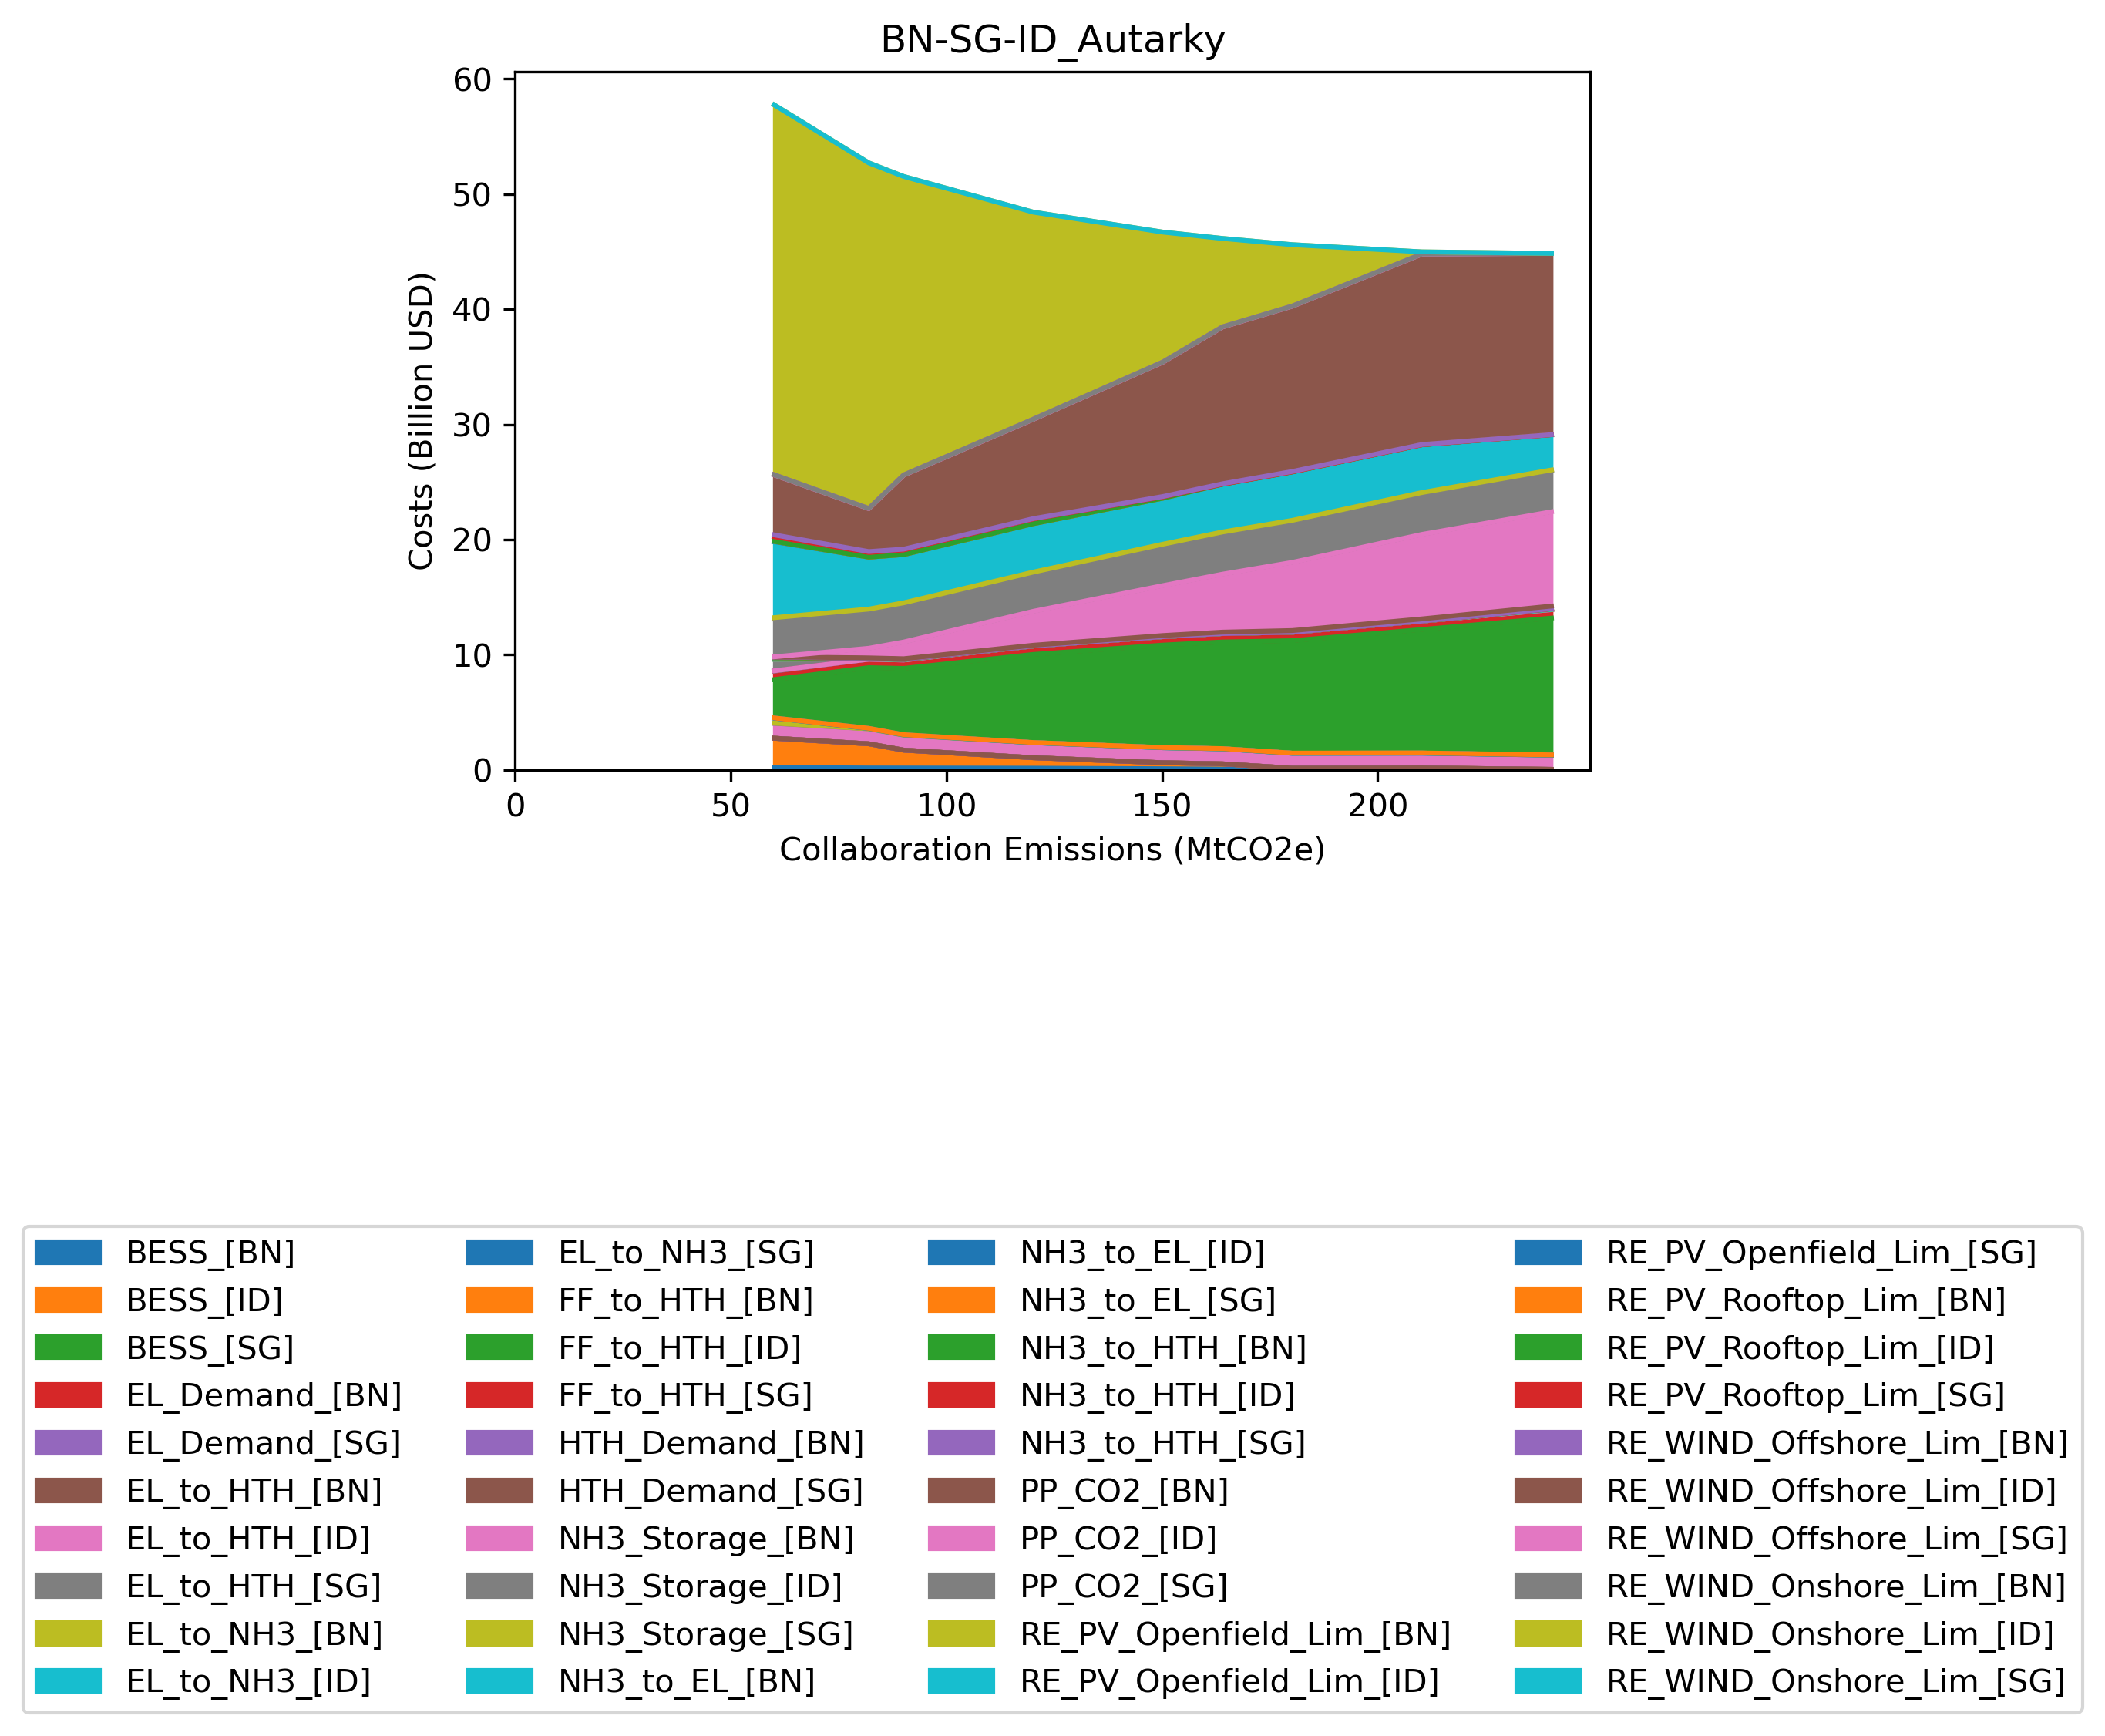 BN-SG-ID_Autarky
60
50
40
30
20
10
0
Costs (Billion USD)
0 50 100 150 200
Collaboration Emissions (MtCO2e)
BESS_[BN]
BESS_[ID]
BESS_[SG]
EL_Demand_[BN]
EL_Demand_[SG]
EL_to_HTH_[BN]
EL_to_HTH_[ID]
EL_to_HTH_[SG]
EL_to_NH3_[BN]
EL_to_NH3_[ID]
EL_to_NH3_[SG]
FF_to_HTH_[BN]
FF_to_HTH_[ID]
FF_to_HTH_[SG]
HTH_Demand_[BN]
HTH_Demand_[SG]
NH3_Storage_[BN]
NH3_Storage_[ID]
NH3_Storage_[SG]
NH3_to_EL_[BN]
NH3_to_EL_[ID]
NH3_to_EL_[SG]
NH3_to_HTH_[BN]
NH3_to_HTH_[ID]
NH3_to_HTH_[SG]
PP_CO2_[BN]
PP_CO2_[ID]
PP_CO2_[SG]
RE_PV_Openfield_Lim_[BN]
RE_PV_Openfield_Lim_[ID]
RE_PV_Openfield_Lim_[SG]
RE_PV_Rooftop_Lim_[BN]
RE_PV_Rooftop_Lim_[ID]
RE_PV_Rooftop_Lim_[SG]
RE_WIND_Offshore_Lim_[BN]
RE_WIND_Offshore_Lim_[ID]
RE_WIND_Offshore_Lim_[SG]
RE_WIND_Onshore_Lim_[BN]
RE_WIND_Onshore_Lim_[ID]
RE_WIND_Onshore_Lim_[SG]